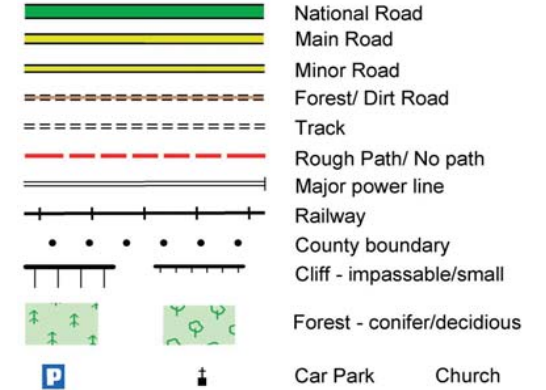 National Road
Main Road
Minor Road
Forest/ Dirt Road
Track
Rough Path/ No path
Major power line
Railway
County boundary
Cliff - impassable/small
Forest - conifer/decidious
P Car Park Church